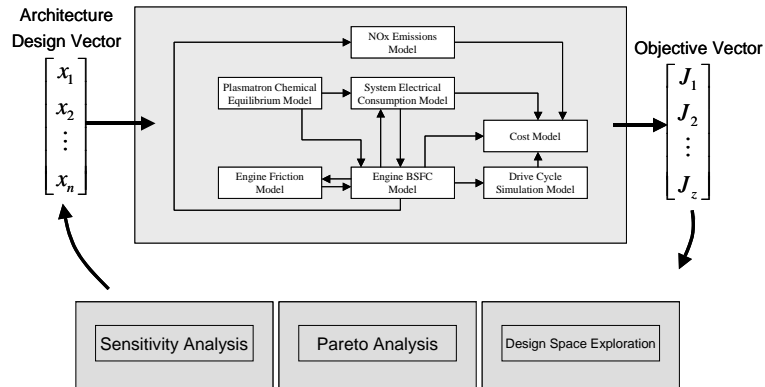 Architecture
Design Vector
x1
x2
⋮
xn
NOx Emissions
Model
Plasmatron Chemical
Equilibrium Model
System Electrical
Consumption Model
Cost Model
Engine Friction
Model
Engine BSFC
Model
Drive Cycle
Simulation Model
Objective Vector
J1
J2
⋮
Jz
Sensitivity Analysis
Pareto Analysis
Design Space Exploration